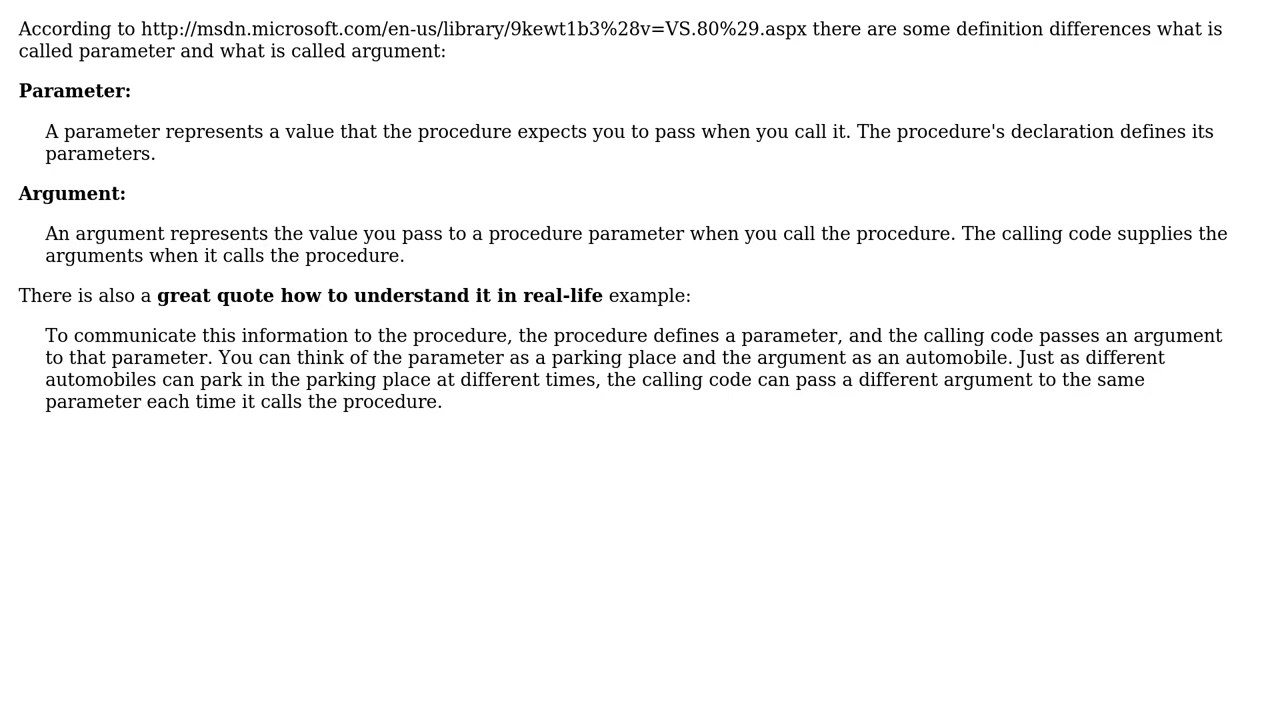 According to http://msdn.microsoft.com/en-us/library/9kewt1b3%28v=VS.80%29.aspx there are some definition differences what is
called parameter and what is called argument:
Parameter:
A parameter represents a value that the procedure expects you to pass when you call it. The procedure's declaration defines its
parameters.
Argument:
An argument represents the value you pass to a procedure parameter when you call the procedure. The calling code supplies the
arguments when it calls the procedure.
There is also a great quote how to understand it in real-life example:
To communicate this information to the procedure, the procedure defines a parameter, and the calling code passes an argument
to that parameter. You can think of the parameter as a parking place and the argument as an automobile. Just as different
automobiles can park in the parking place at different times, the calling code can pass a different argument to the same
parameter each time it calls the procedure.